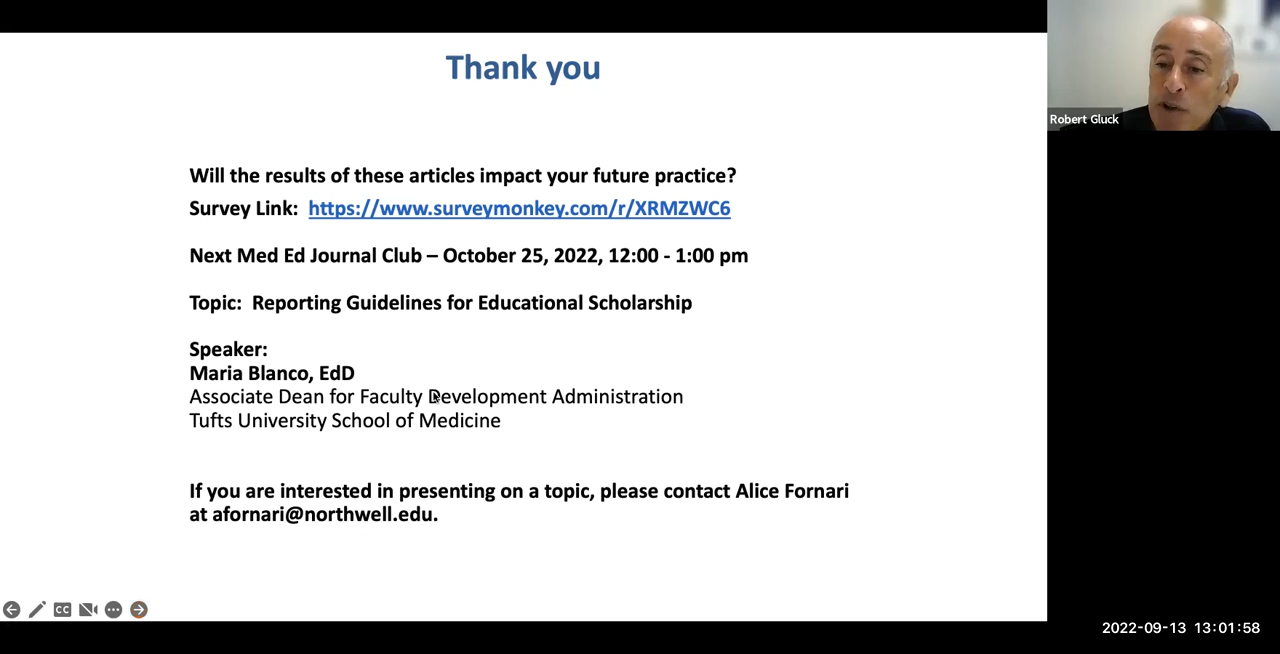 Thank you
Robert Gluck
Will the results of these articles impact your future practice?
Survey Link: https://www.surveymonkey.com/r/XRMZWC6
Next Med Ed Journal Club – October 25, 2022, 12:00 - 1:00 pm
Topic: Reporting Guidelines for Educational Scholarship
Speaker:
Maria Blanco, EdD
Associate Dean for Faculty Development Administration
Tufts University School of Medicine
If you are interested in presenting on a topic, please contact Alice Fornari
at afornari@northwell.edu.
CC
2022-09-13 13:01:58